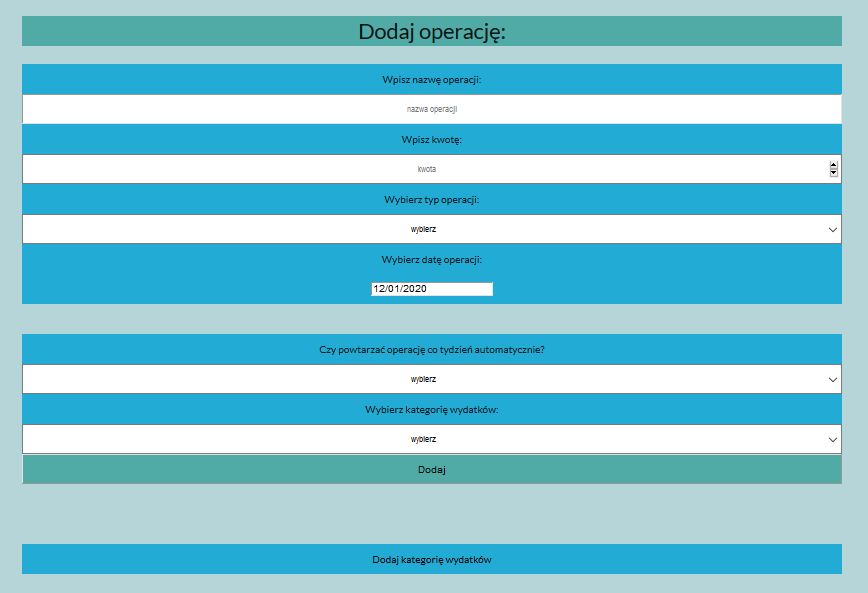 Dodaj operację:
Wpisz nazwę operacji:
nazwa operacji
Wpisz kwotę:
kwota
Wybierz typ operacji:
wybierz
Wybierz datę operacji:
12/01/2020
Czy powtarzać operację co tydzień automatycznie?
wybierz
Wybierz kategorię wydatków:
wybierz
Dodaj
Dodaj kategorię wydatków